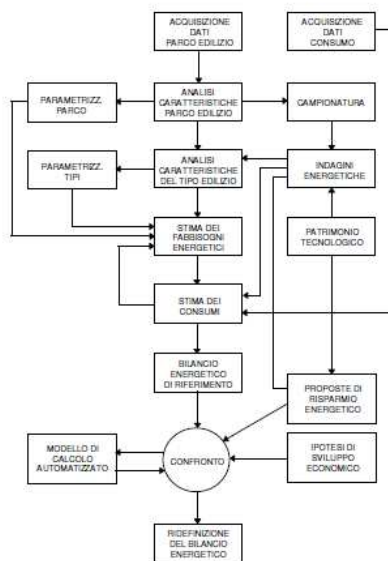 ACQUISIZIONE
DATI
PARCO EDILIZIO
ACQUISIZIONE
DATI
CONSUMO
PARAMETRIZZ.
PARCO
ANALISI
CARATTERISTICHE
PARCO EDILIZIO
CAMPIONATURA
PARAMETRIZZ.
TIPI
ANALISI
CARATTERISTICHE
DEL TIPO EDILIZIO
INDAGINI
ENERGETICHE
STIMA DEI
FABBISOGNI
ENERGETICI
PATRIMONIO
TECNOLOGICO
STIMA DEI
CONSUMI
BILANCIO
ENERGETICO
DI RIFERIMENTO
PROPOSTE DI
RISPARMIO
ENERGETICO
MODELLO DI
CALCOLO
AUTOMATIZZATO
CONFRONTO
IPOTESI DI
SVILUPPO
ECONOMICO
RIDEFINIZIONE
DEL BILANCIO
ENERGETICO